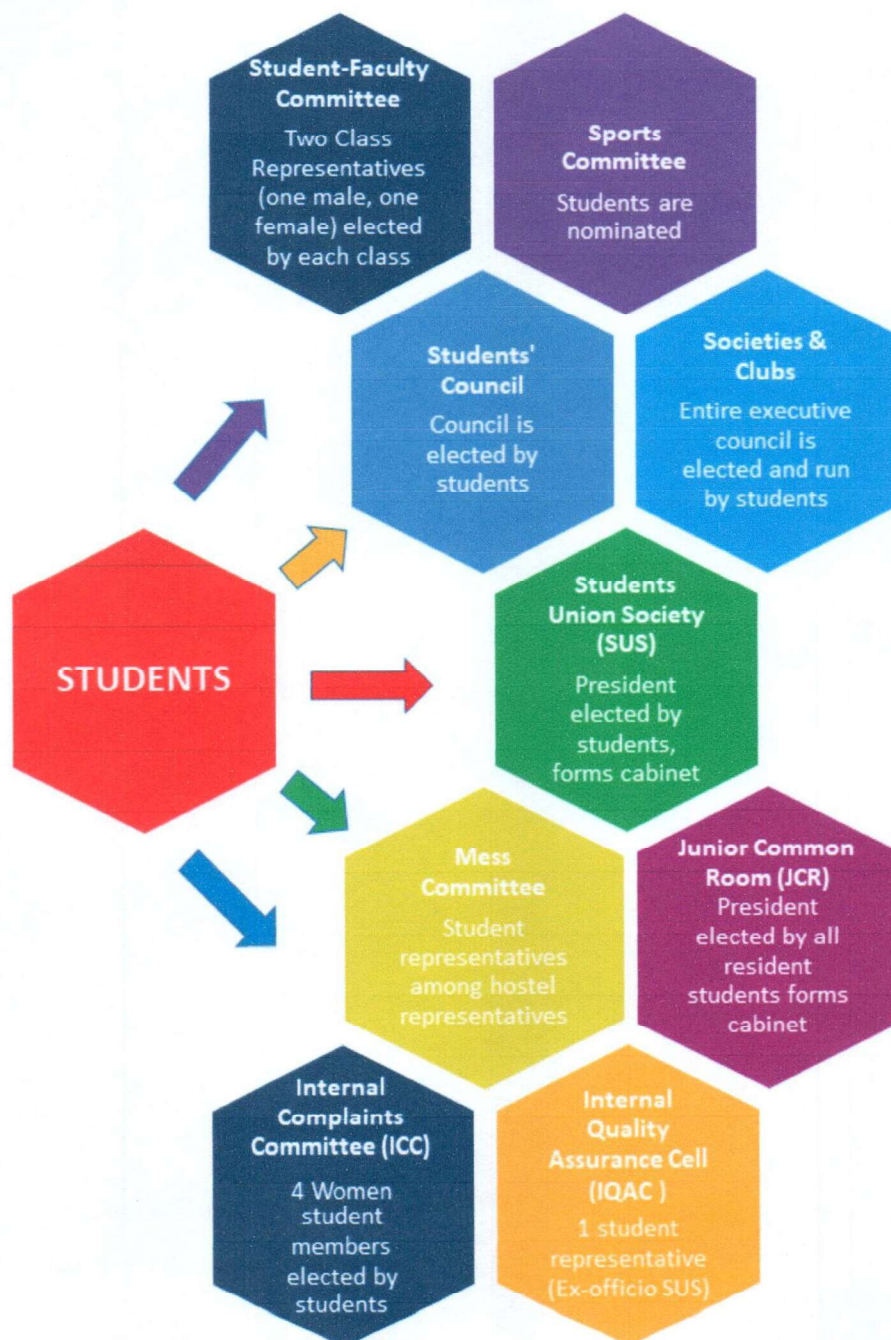 Student-Faculty
Committee
Two Class
Representatives
(one male, one
female) elected
by each class
Sports
Committee
Students are
nominated
Students'
Council
Council is
elected by
students
Societies &
Clubs
Entire executive
council is
elected and run
by students
STUDENTS
Students
Union Society
(SUS)
President
elected by
students,
forms cabinet
Mess
Committee
Student
representatives
among hostel
representatives
Junior Common
Room (JCR)
President
elected by all
resident
students forms
cabinet
Internal
Complaints
Committee (ICC)
4 Women
student
members
elected by
students
Internal
Quality
Assurance Cell
(IQAC )
1 student
representative
(Ex-officio SUS)